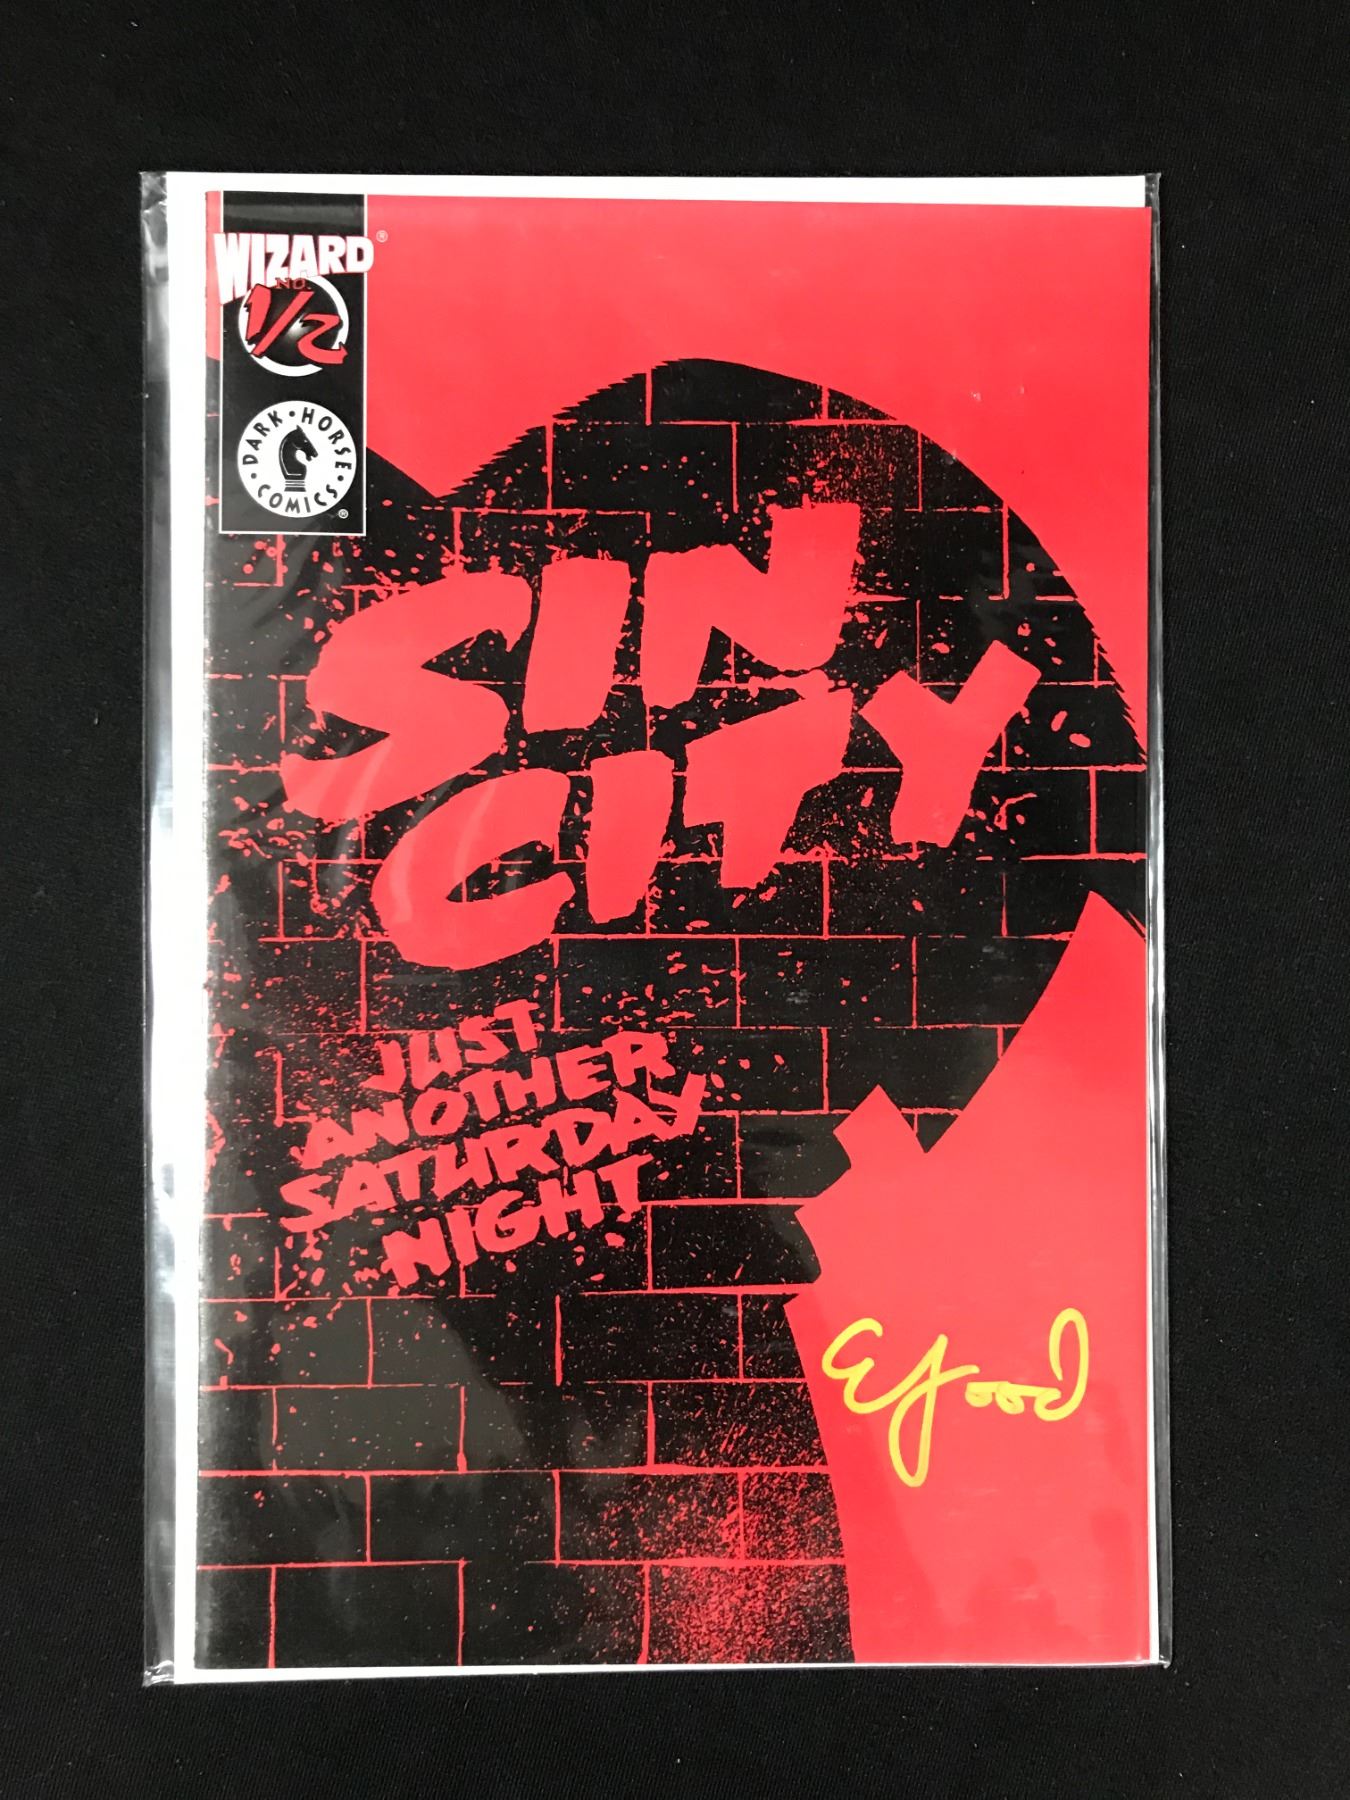 WIZARD ®
NO.
1/2
DARK • HORSE • COMICS •
®
SIN
CITY
JUST
ANOTHER
SATURDAY
NIGHT